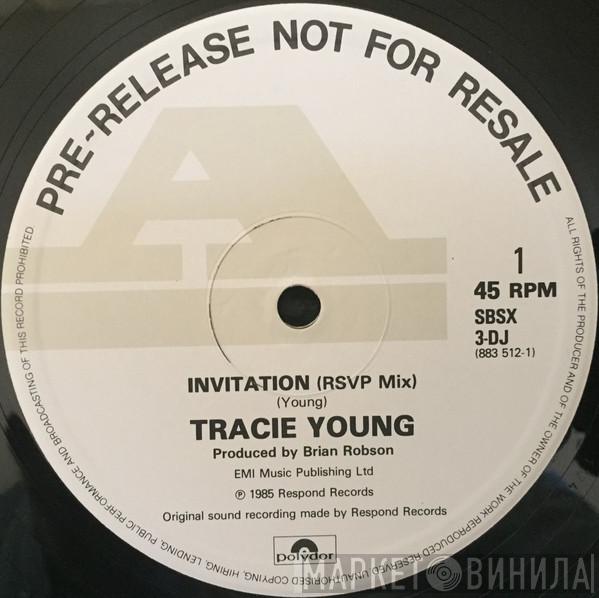 PRE-RELEASE NOT FOR RESALE
A
1
45 RPM
SBSX
3-DJ
(883 512-1)
INVITATION (RSVP Mix)
(Young)
TRACIE YOUNG
Produced by Brian Robson
EMI Music Publishing Ltd
℗ 1985 Respond Records
Original sound recording made by Respond Records
polydor
ALL RIGHTS OF THE PRODUCER AND OF THE OWNER OF THE WORK REPRODUCED RESERVED. UNAUTHORISED COPYING, HIRING, LENDING, PUBLIC PERFORMANCE AND BROADCASTING OF THIS RECORD PROHIBITED
МАРКЕТ ВИНИЛА